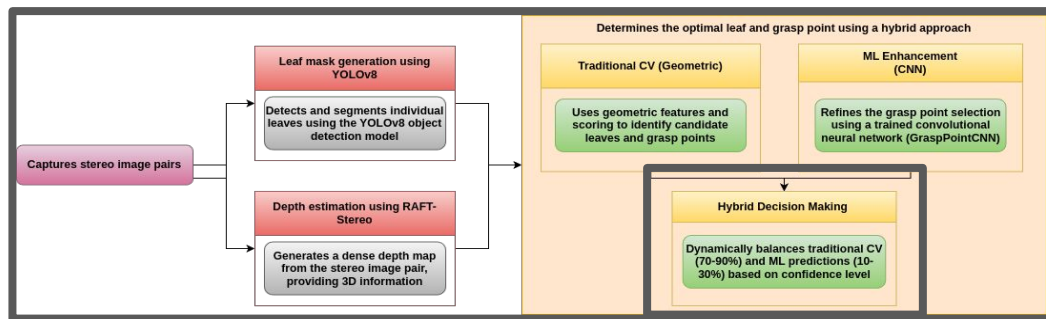 Captures stereo image pairs
Leaf mask generation using
YOLOv8
Detects and segments individual
leaves using the YOLOv8 object
detection model
Depth estimation using RAFT-
Stereo
Generates a dense depth map
from the stereo image pair,
providing 3D information
Determines the optimal leaf and grasp point using a hybrid approach
Traditional CV (Geometric)
Uses geometric features and
scoring to identify candidate
leaves and grasp points
ML Enhancement
(CNN)
Refines the grasp point selection
using a trained convolutional
neural network (GraspPointCNN)
Hybrid Decision Making
Dynamically balances traditional CV
(70-90%) and ML predictions (10-
30%) based on confidence level